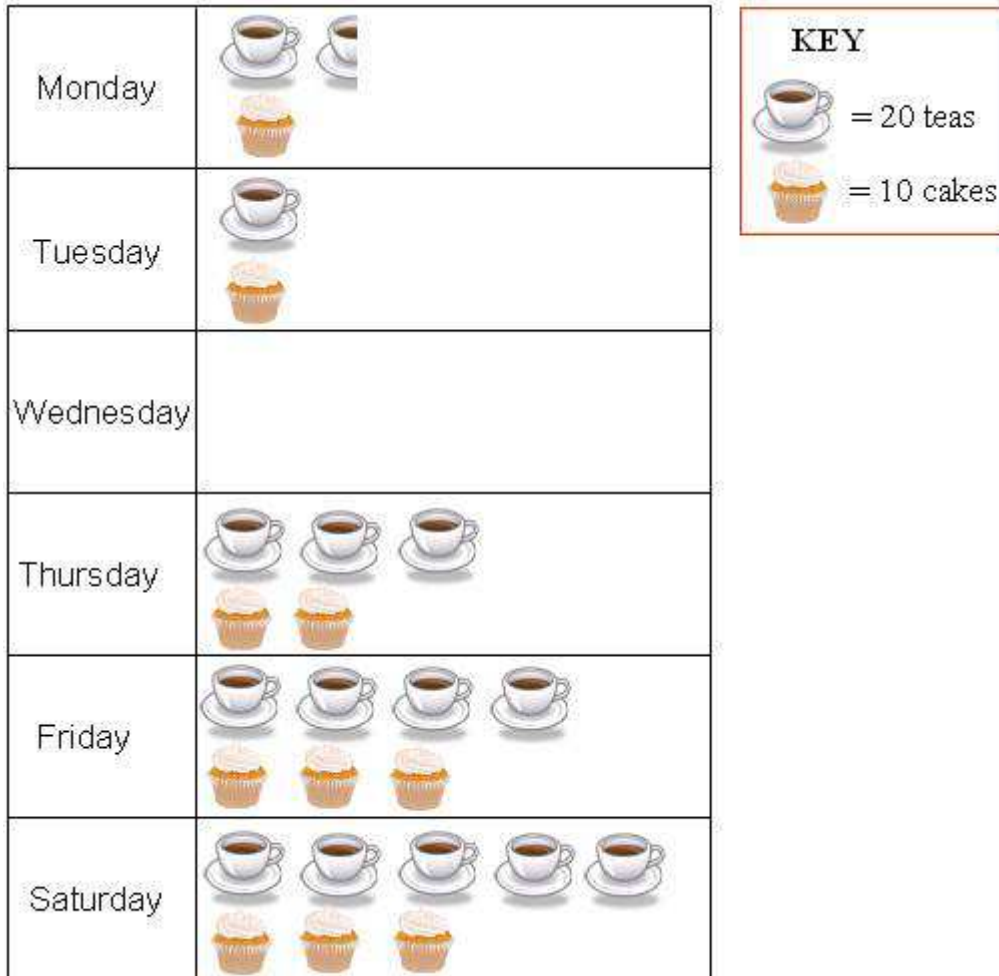 Monday
Tuesday
Wednesday
Thursday
Friday
Saturday
KEY
= 20 teas
= 10 cakes